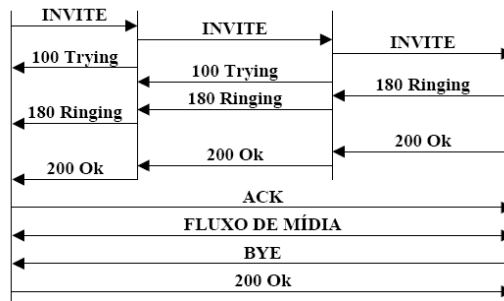 INVITE
INVITE
INVITE
100 Trying
100 Trying
180 Ringing
180 Ringing
180 Ringing
200 Ok
200 Ok
200 Ok
ACK
FLUXO DE MÍDIA
BYE
200 Ok